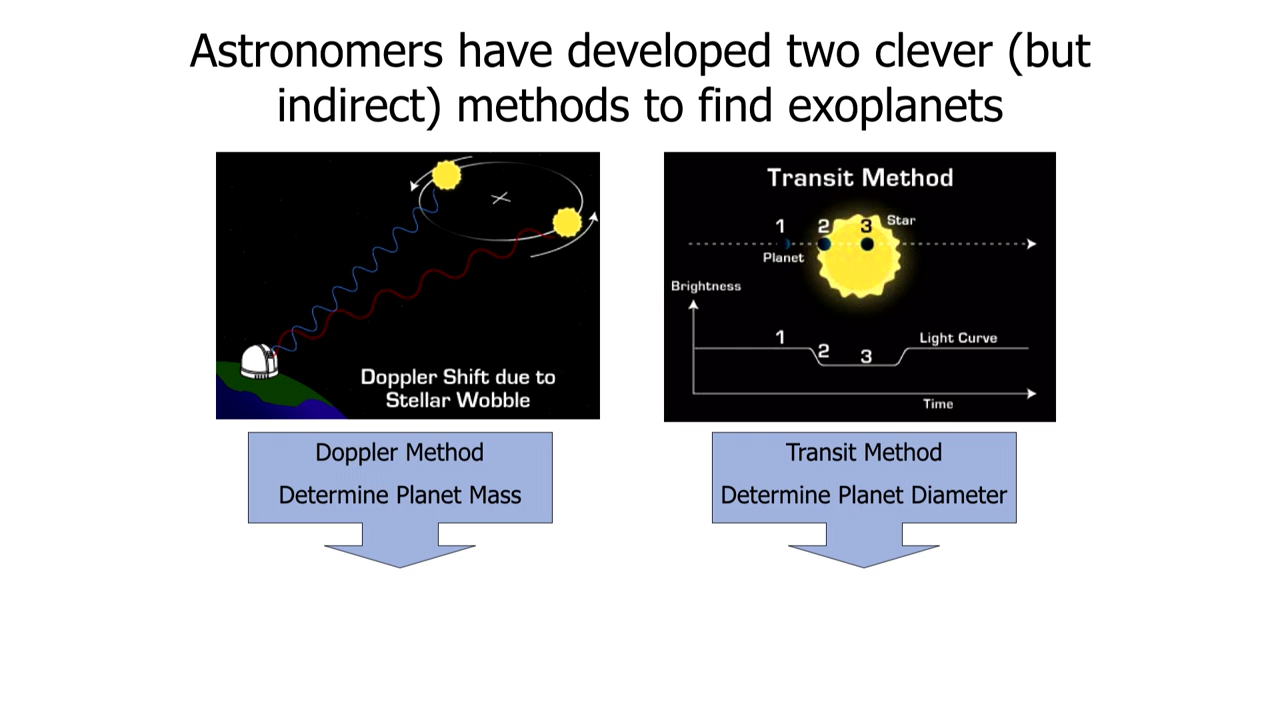 Astronomers have developed two clever (but
indirect) methods to find exoplanets
Doppler Shift due to
Stellar Wobble
Transit Method
1 2 3 Star
Planet
Brightness
1 2 3 Light Curve
Time
Doppler Method
Determine Planet Mass
Transit Method
Determine Planet Diameter